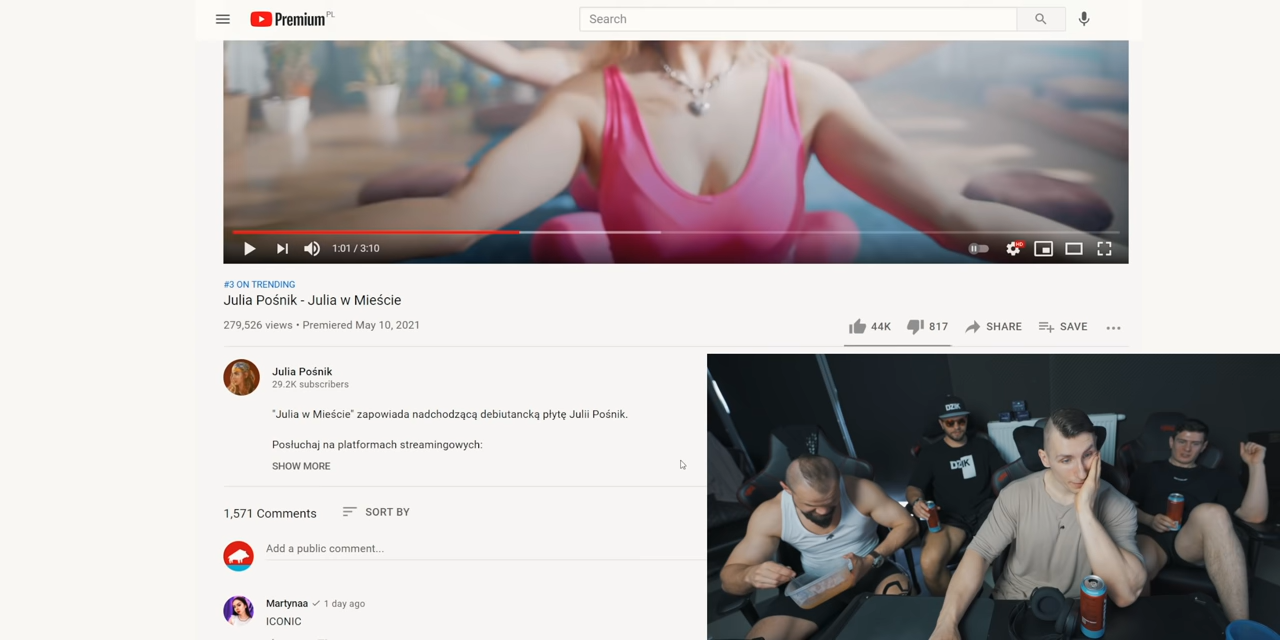 Premium PL
Search
1:01 / 3:10
HD
#3 ON TRENDING
Julia Pośnik - Julia w Mieście
279,526 views • Premiered May 10, 2021
44K
817
SHARE
SAVE
Julia Pośnik
29.2K subscribers
"Julia w Mieście" zapowiada nadchodzącą debiutancką płytę Julii Pośnik.
Posłuchaj na platformach streamingowych:
SHOW MORE
1,571 Comments
SORT BY
Add a public comment...
Martynaa 1 day ago
ICONIC
DZIK
DZIK